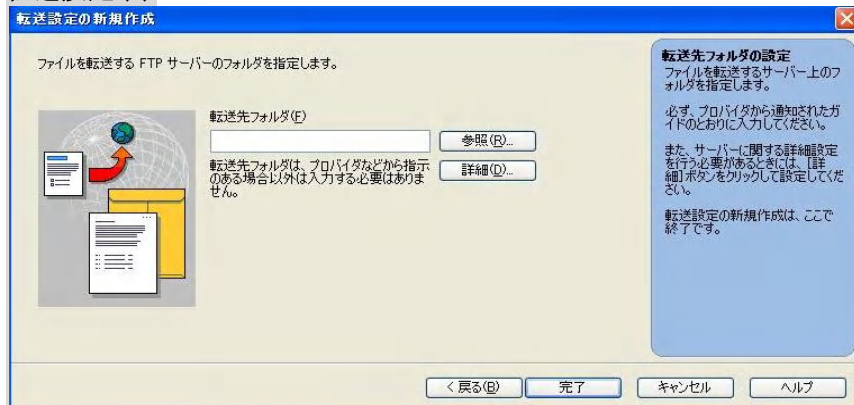 転送設定の新規作成
ファイルを転送する FTP サーバーのフォルダを指定します。
転送先フォルダ(F)
参照(R)...
転送先フォルダは、プロバイダなどから指示
のある場合以外は入力する必要はありま
せん。
詳細(D)...
転送先フォルダの設定
ファイルを転送するサーバー上のフ
ォルダを指定します。
必ず、プロバイダから通知されたガ
イドのとおりに入力してください。
また、サーバーに関する詳細設定
を行う必要があるときには、[詳
細]ボタンをクリックして設定してくだ
さい。
転送設定の新規作成は、ここで
終了です。
< 戻る(B)
完了
キャンセル
ヘルプ